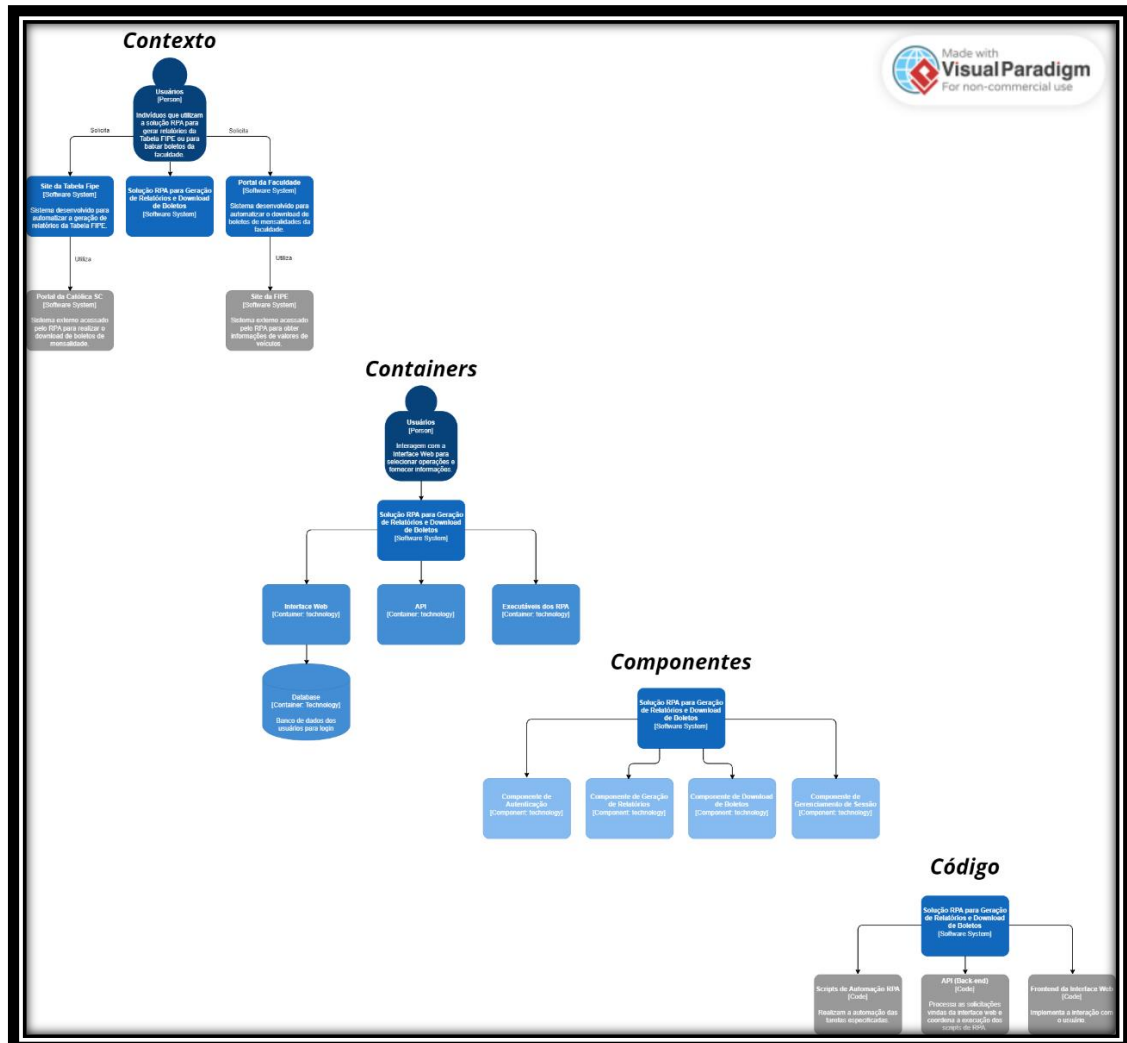 Contexto
Made with
Visual Paradigm
For non-commercial use
Usuários
[Person]
Indivíduos que utilizam
a solução RPA para
gerar relatórios da
Tabela FIPE ou para
baixar boletos da
faculdade.
Solicita
Solicita
Site da Tabela Fipe
[Software System]
Sistema desenvolvido para
automatizar a geração de
relatórios da Tabela FIPE.
Solução RPA para Geração
de Relatórios e Download
de Boletos
[Software System]
Portal da Faculdade
[Software System]
Sistema desenvolvido para
automatizar o download de
boletos de mensalidades da
faculdade.
Utiliza
Utiliza
Portal da Católica SC
[Software System]
Sistema externo acessado
pelo RPA para realizar o
download de boletos de
mensalidade.
Site da FIPE
[Software System]
Sistema externo acessado
pelo RPA para obter
informações de valores de
veículos.
Containers
Usuários
[Person]
Interagem com a
Interface Web para
selecionar operações e
fornecer informações.
Solução RPA para Geração
de Relatórios e Download
de Boletos
[Software System]
Interface Web
[Container: technology]
API
[Container: technology]
Executáveis dos RPA
[Container: technology]
Database
[Container: Technology]
Banco de dados dos
usuários para login
Componentes
Solução RPA para Geração
de Relatórios e Download
de Boletos
[Software System]
Componente de
Autenticação
[Component: technology]
Componente de Geração
de Relatórios
[Component: technology]
Componente de Download
de Boletos
[Component: technology]
Componente de
Gerenciamento de Sessão
[Component: technology]
Código
Solução RPA para Geração
de Relatórios e Download
de Boletos
[Software System]
Scripts de Automação RPA
[Code]
Realizam a automação das
tarefas especificadas.
API (Back-end)
[Code]
Processa as solicitações
vindas da interface web e
coordena a execução dos
scripts de RPA.
Frontend da Interface Web
[Code]
Implementa a interação com
o usuário.